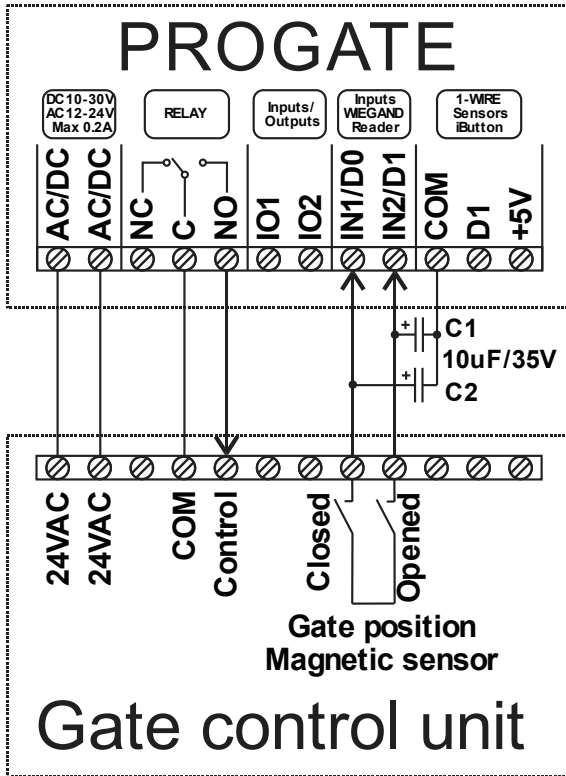 PROGATE
DC10-30V
AC12-24V
Max 0.2A
RELAY
Inputs/
Outputs
Inputs
WIEGAND
Reader
1-WIRE
Sensors
iButton
AC/DC
AC/DC
NC
C
NO
IO1
IO2
IN1/D0
IN2/D1
COM
D1
+5V
+
C1
10uF/35V
+
C2
24VAC
24VAC
COM
Control
Closed
Opened
Gate position
Magnetic sensor
Gate control unit